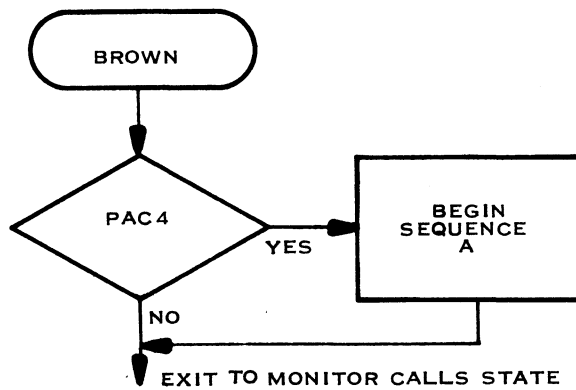 BROWN
PAC4
YES
BEGIN
SEQUENCE
A
NO
EXIT TO MONITOR CALLS STATE